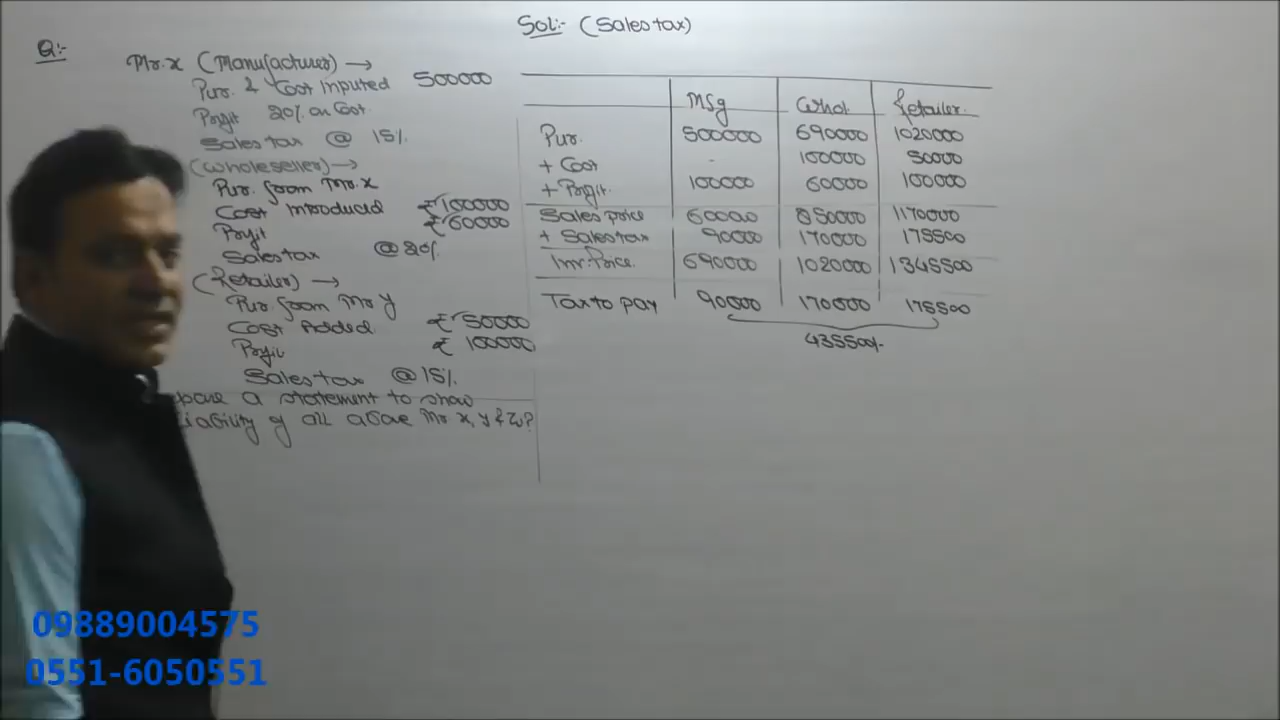 Sol:- (Sales tax)
Q:-
Mr. x (Manufacturer) →
Pur. & Cost Inputed 500000
Profit 20% on Cost
Sales tax @ 15%
(Wholeseller) →
Pur. from Mr. x
Cost Introduced ₹ 100000
Profit ₹ 60000
Sales tax @ 20%
(Retailer) →
Pur. from Mr y
Cost Added ₹ 50000
Profit ₹ 100000
Sales tax @ 15%
pare a statement to show
liability of all above Mr x, y & z?
Mfg Whol Retailer
Pur. 500000 690000 1020000
+ Cost - 100000 50000
+ Profit 100000 60000 100000
Sales price 600000 850000 1170000
+ Sales tax 90000 170000 175500
Inv. Price 690000 1020000 1345500
Tax to pay 90000 170000 175500
435500/-
09889004575
0551-6050551